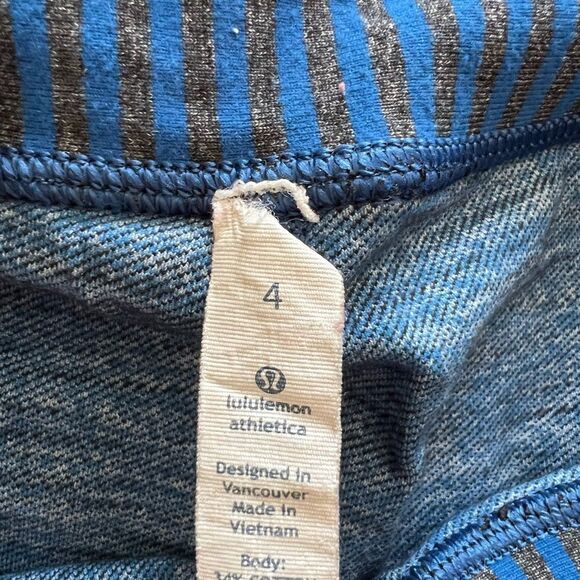 4
lululemon
athletica
Designed in
Vancouver
Made in
Vietnam
Body: